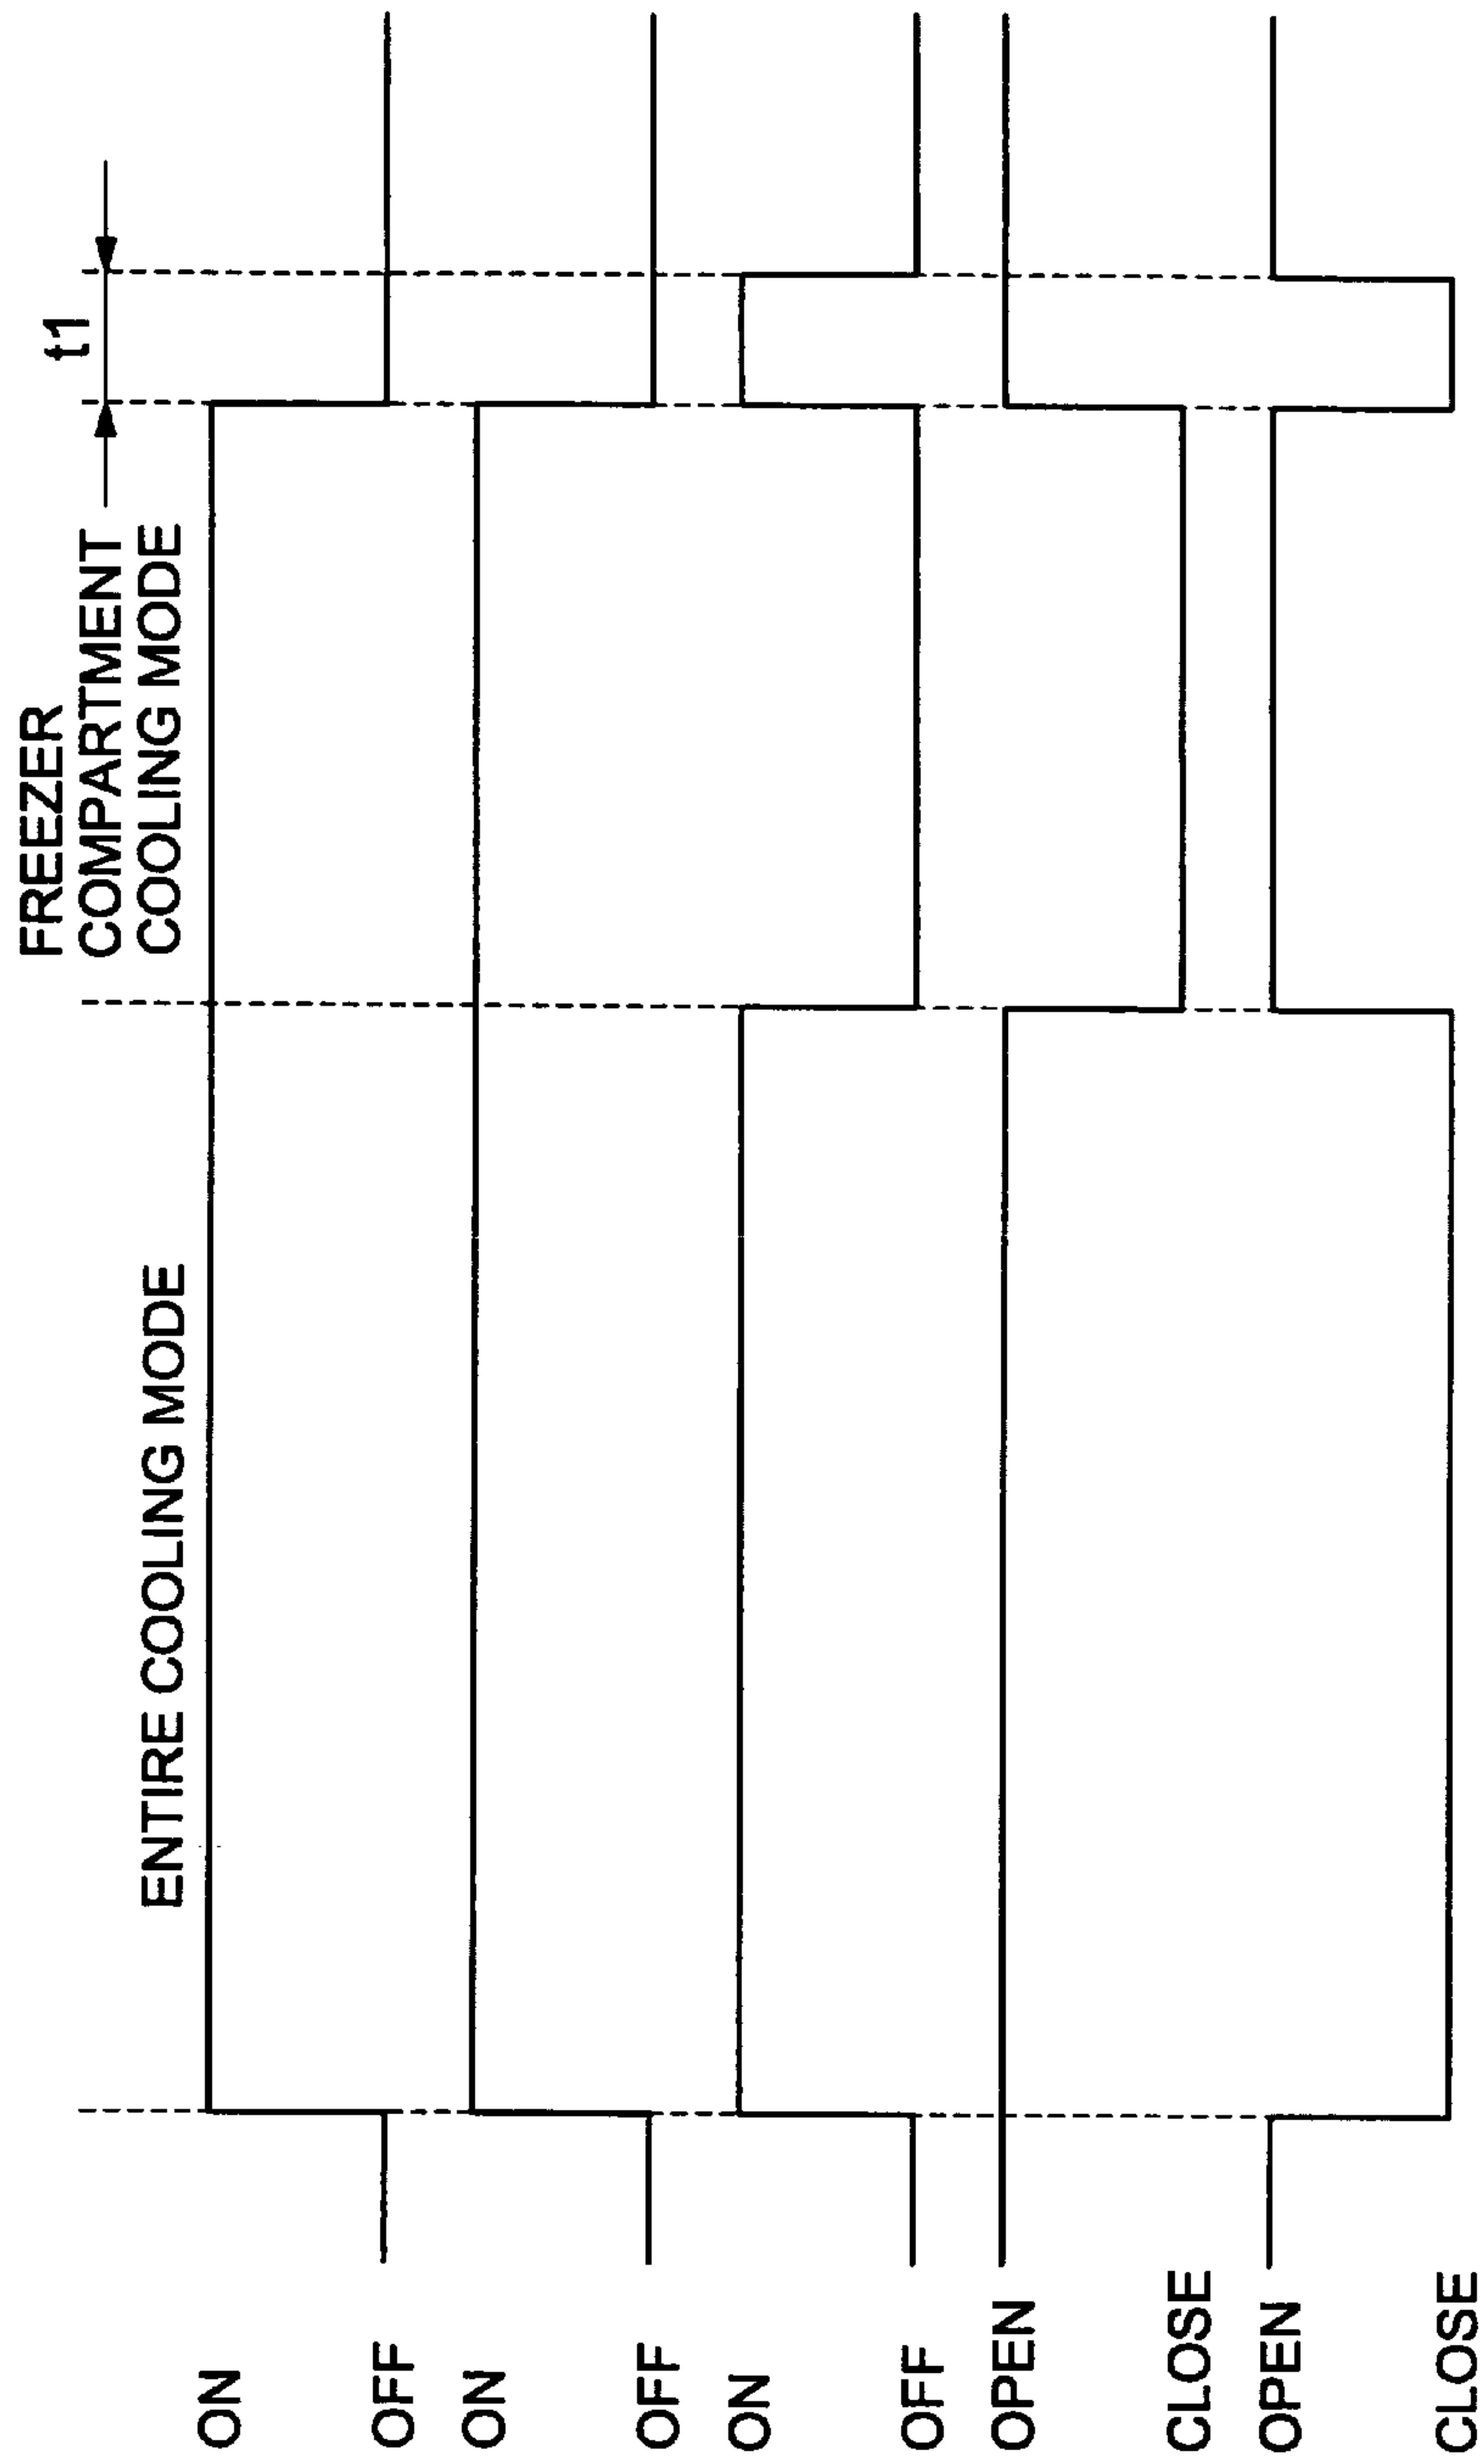 FREEZER
COMPARTMENT
COOLING MODE
t1
ENTIRE COOLING MODE
ON
OFF
ON
OFF
ON
OFF
OPEN
CLOSE
OPEN
CLOSE